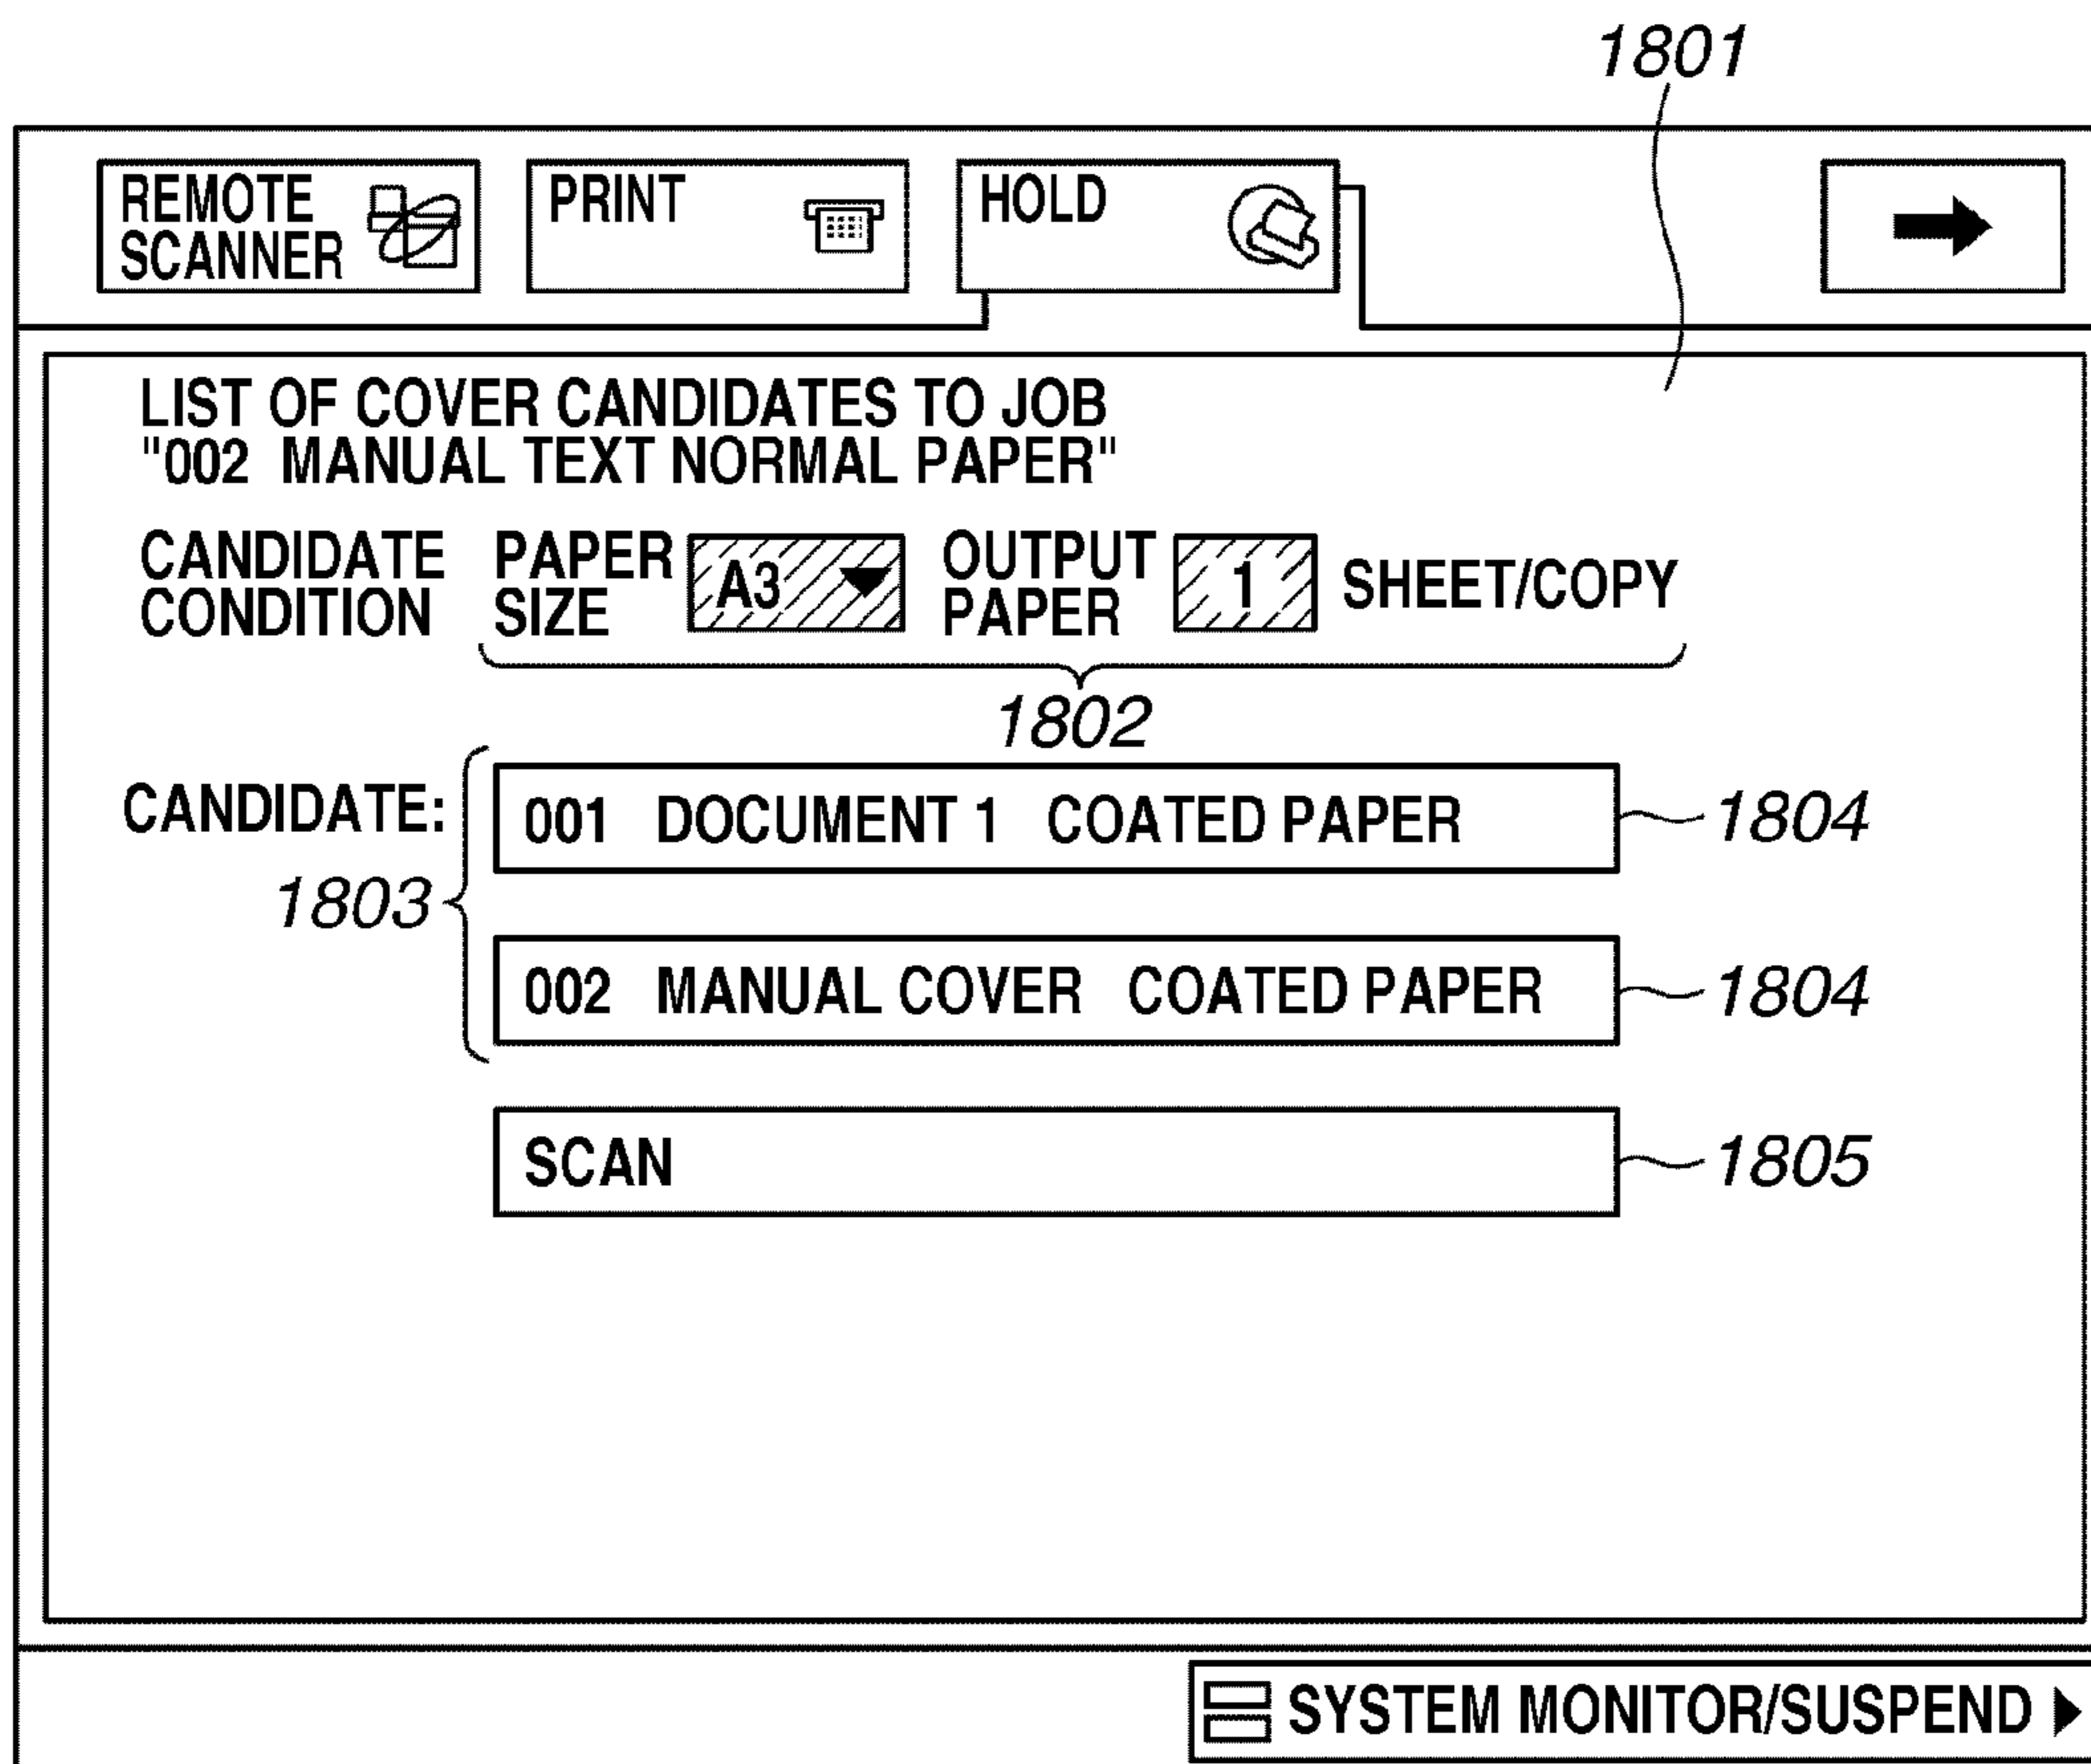 1801
REMOTE
SCANNER
PRINT
HOLD
LIST OF COVER CANDIDATES TO JOB
"002 MANUAL TEXT NORMAL PAPER"
CANDIDATE
CONDITION
PAPER
SIZE
A3
OUTPUT
PAPER
1
SHEET/COPY
1802
CANDIDATE:
1803
001 DOCUMENT 1 COATED PAPER
1804
002 MANUAL COVER COATED PAPER
1804
SCAN
1805
SYSTEM MONITOR/SUSPEND